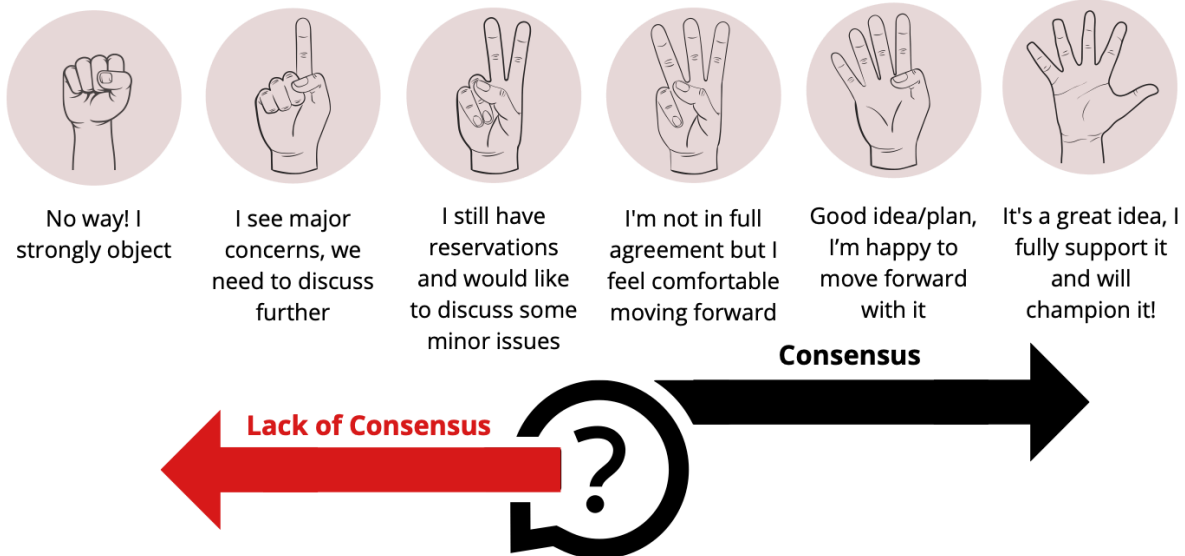 No way! I
strongly object
I see major
concerns, we
need to discuss
further
I still have
reservations
and would like
to discuss some
minor issues
I'm not in full
agreement but I
feel comfortable
moving forward
Good idea/plan,
I’m happy to
move forward
with it
It's a great idea, I
fully support it
and will
champion it!
Consensus
Lack of Consensus
?